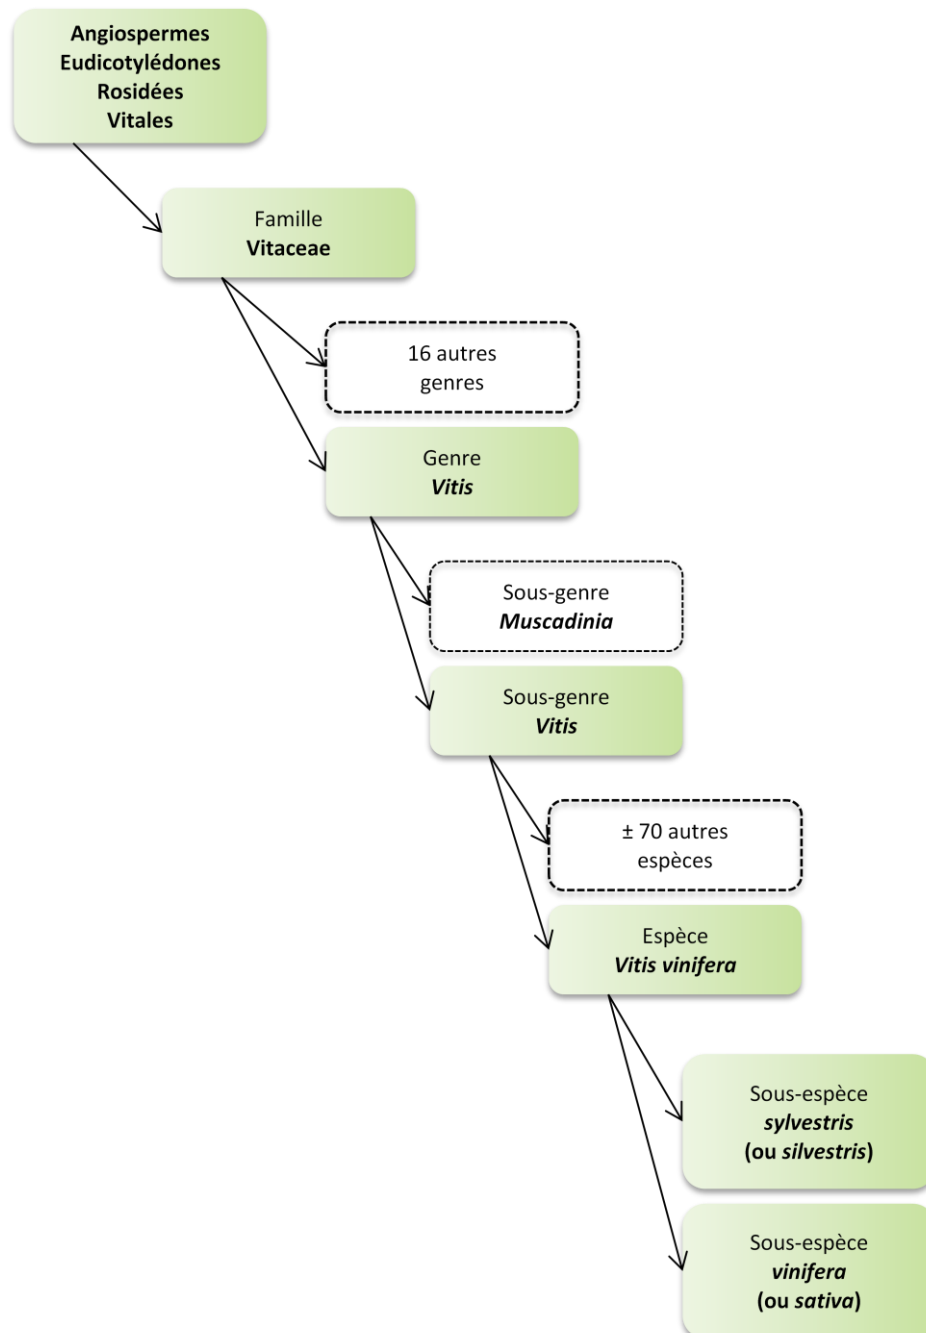 Angiospermes
Eudicotylédones
Rosidées
Vitales
Famille
Vitaceae
16 autres
genres
Genre
Vitis
Sous-genre
Muscadinia
Sous-genre
Vitis
± 70 autres
espèces
Espèce
Vitis vinifera
Sous-espèce
sylvestris
(ou silvestris)
Sous-espèce
vinifera
(ou sativa)